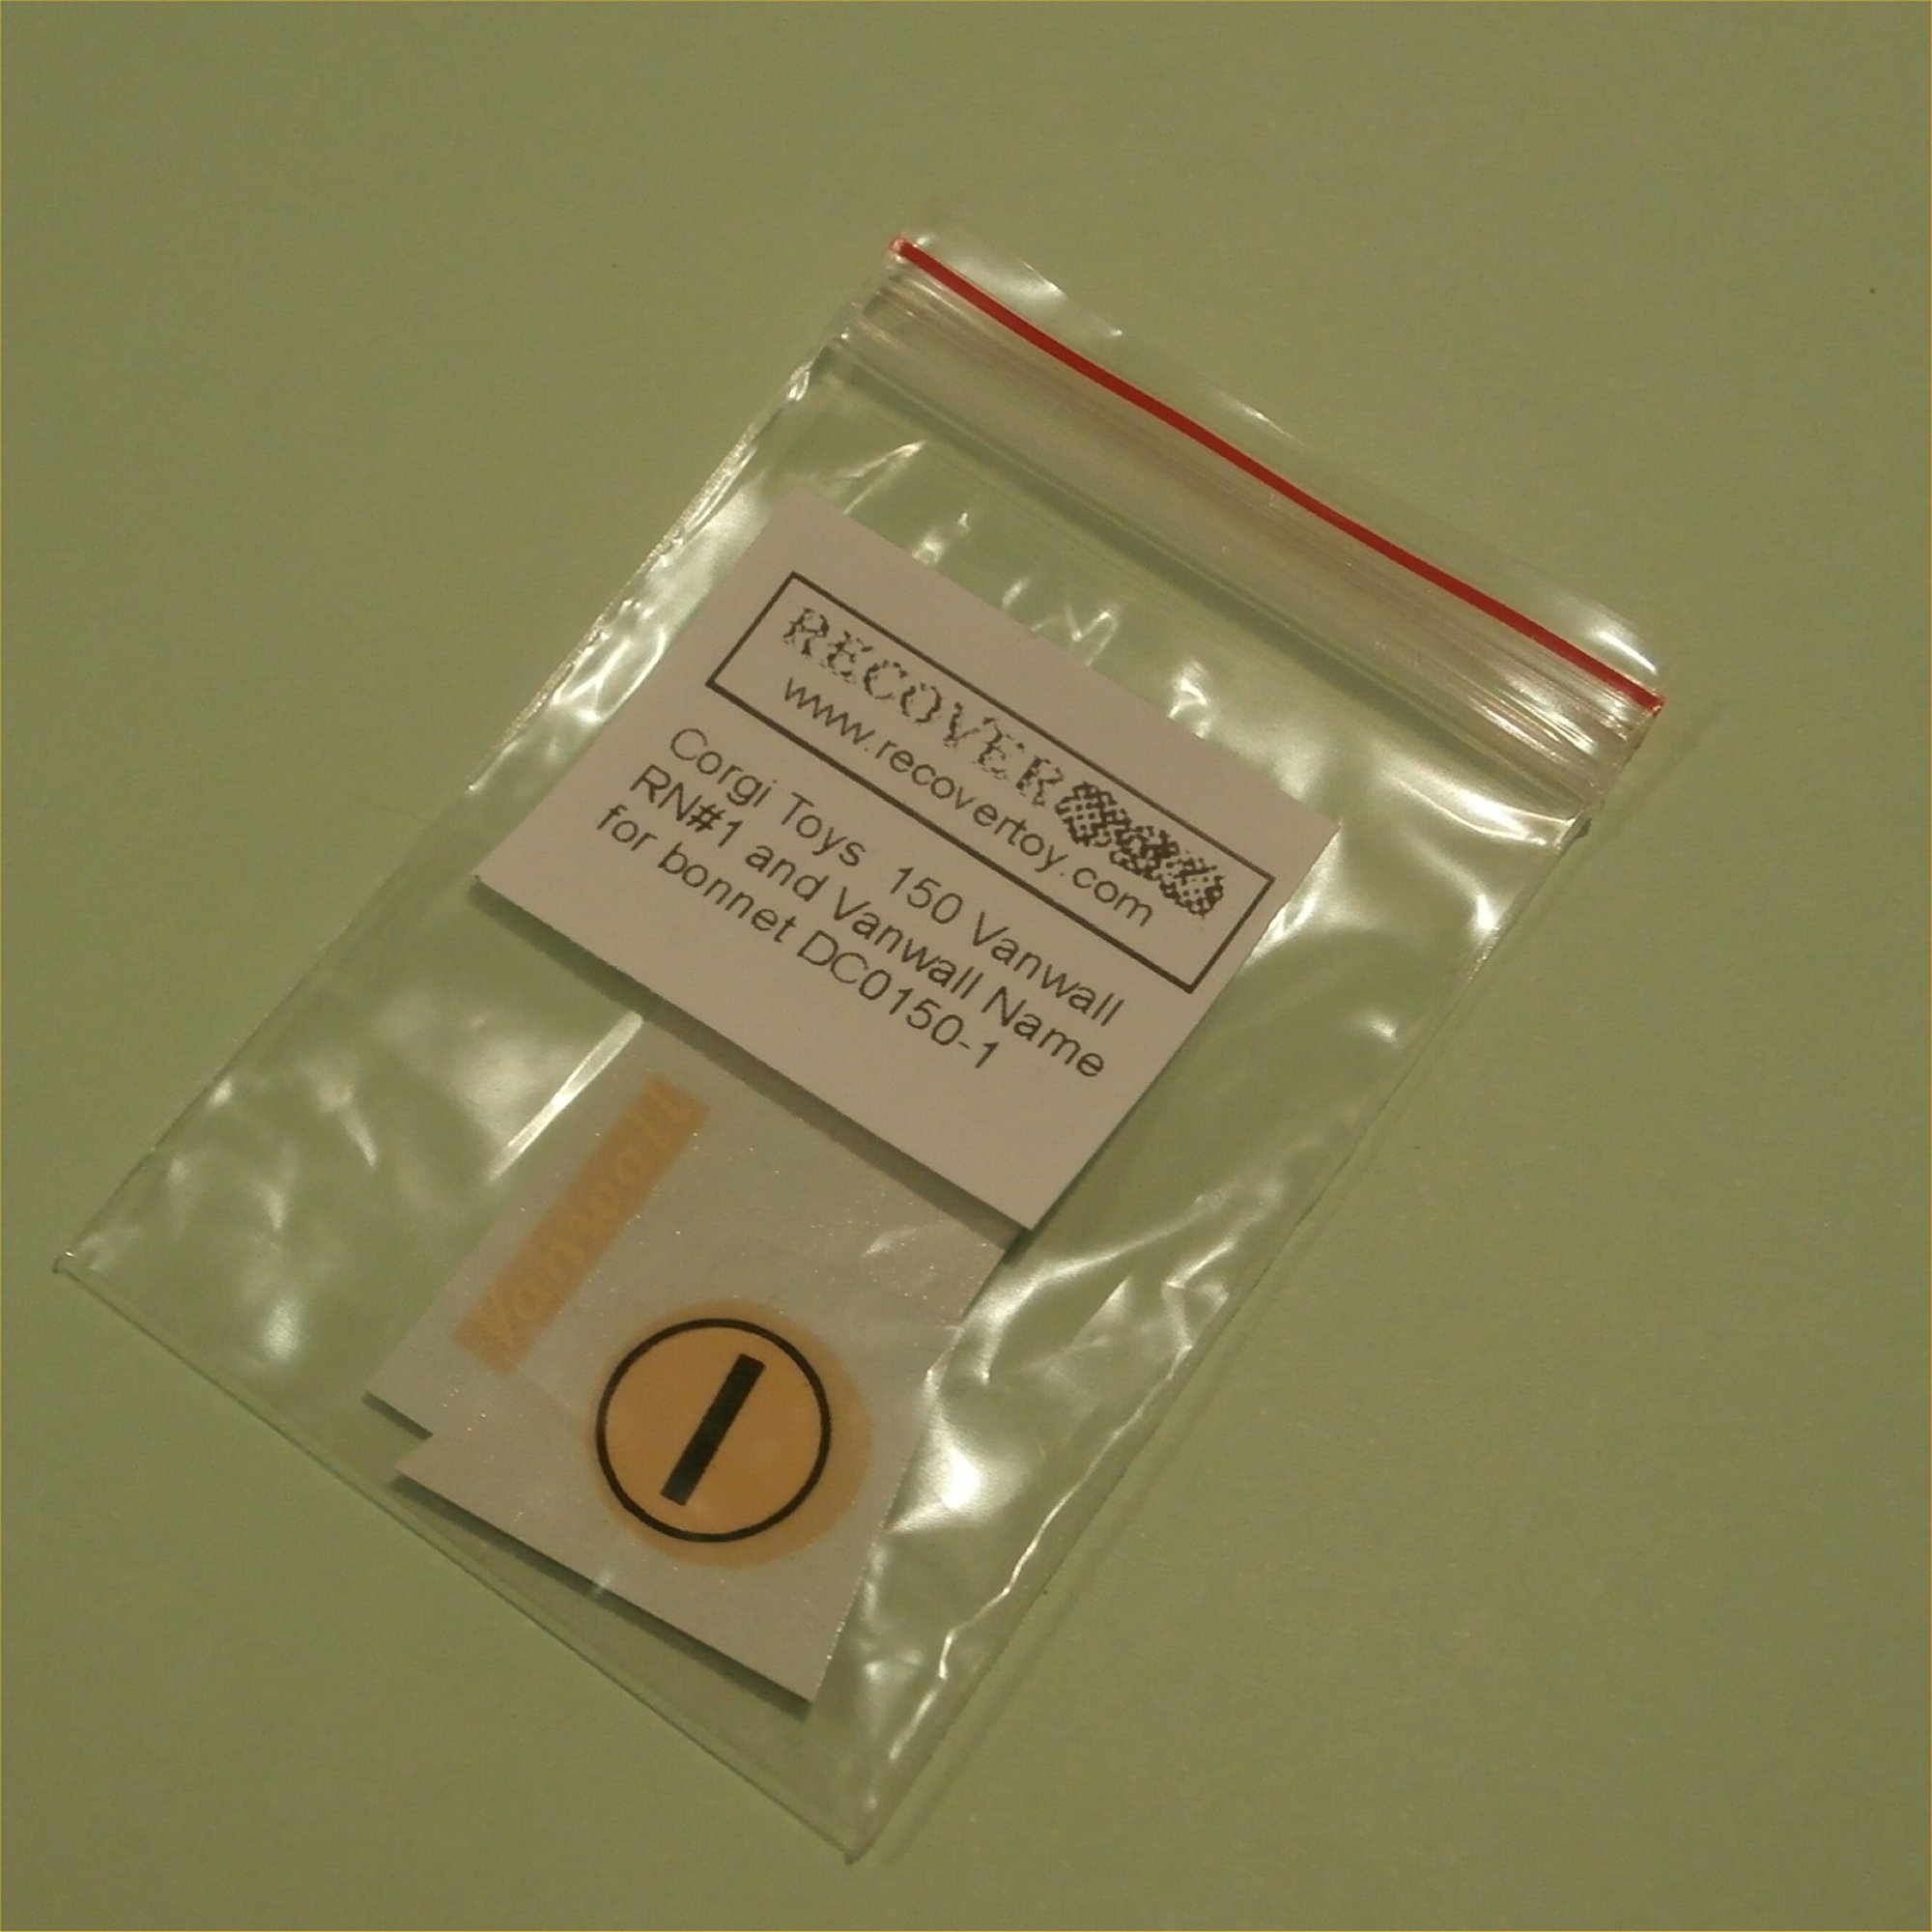 RECOVER
www.recovertoy.com
Corgi Toys 150 Vanwall
RN#1 and Vanwall Name
for bonnet DC0150-1
Vanwall
1